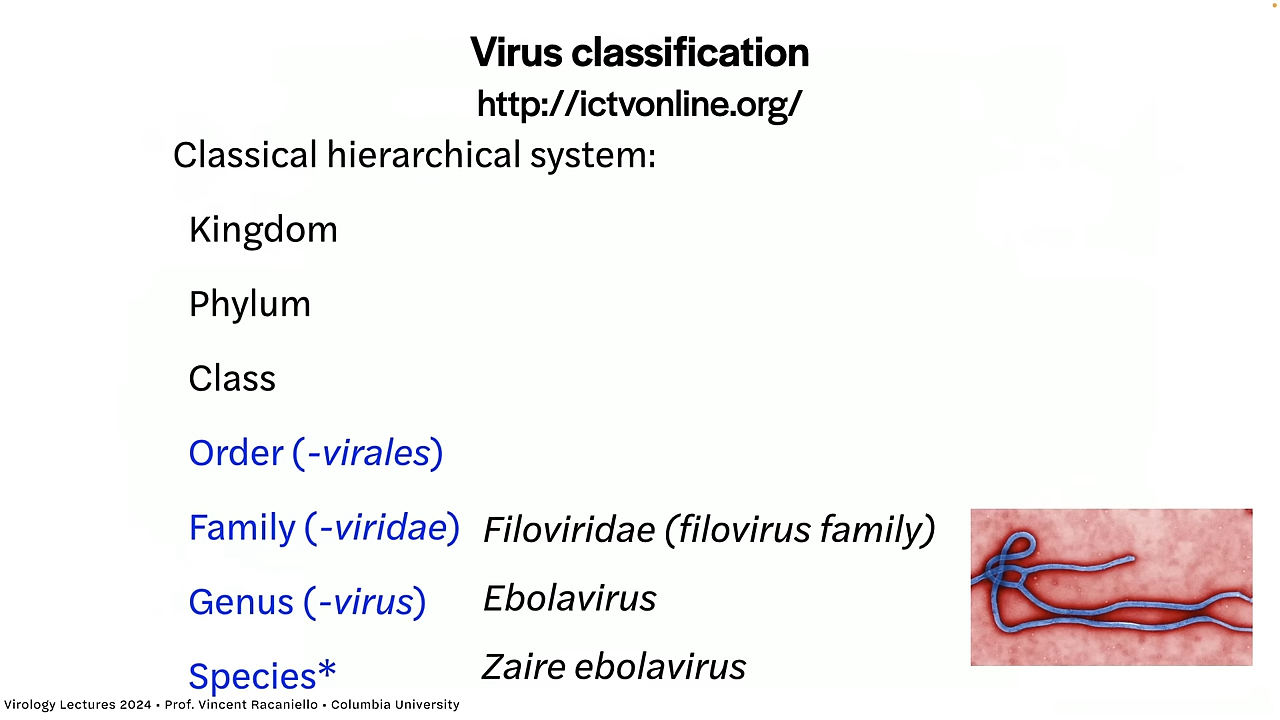 Virus classification
http://ictvonline.org/
Classical hierarchical system:
Kingdom
Phylum
Class
Order (-virales)
Family (-viridae) Filoviridae (filovirus family)
Genus (-virus) Ebolavirus
Species* Zaire ebolavirus
Virology Lectures 2024 • Prof. Vincent Racaniello • Columbia University